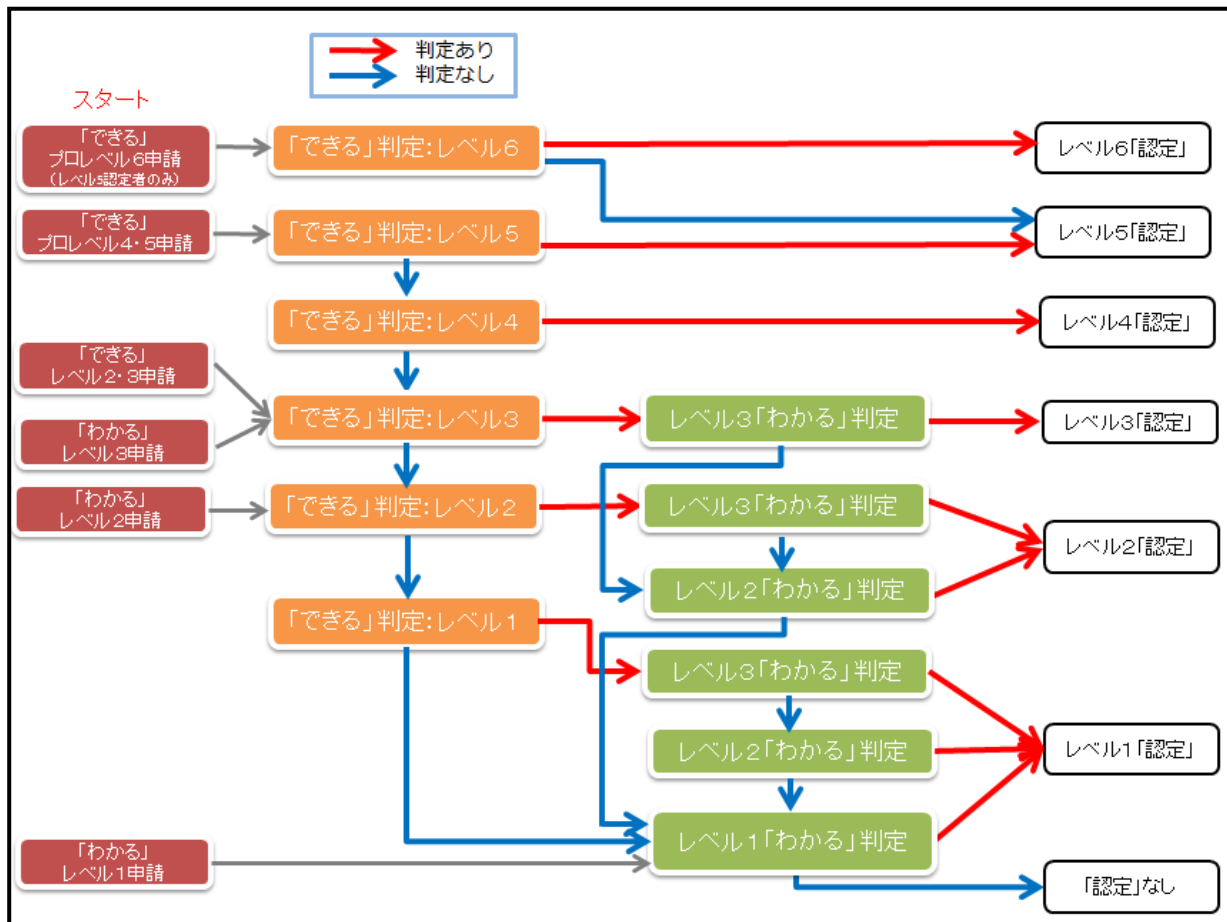 判定あり
判定なし
スタート
「できる」
プロレベル6申請
(レベル5認定者のみ)
「できる」判定:レベル6
レベル6「認定」
「できる」
プロレベル4・5申請
「できる」判定:レベル5
レベル5「認定」
「できる」判定:レベル4
レベル4「認定」
「できる」
レベル2・3申請
「わかる」
レベル3申請
「できる」判定:レベル3
レベル3「わかる」判定
レベル3「認定」
「わかる」
レベル2申請
「できる」判定:レベル2
レベル3「わかる」判定
レベル2「わかる」判定
レベル2「認定」
「できる」判定:レベル1
レベル3「わかる」判定
レベル2「わかる」判定
レベル1「わかる」判定
レベル1「認定」
「わかる」
レベル1申請
「認定」なし